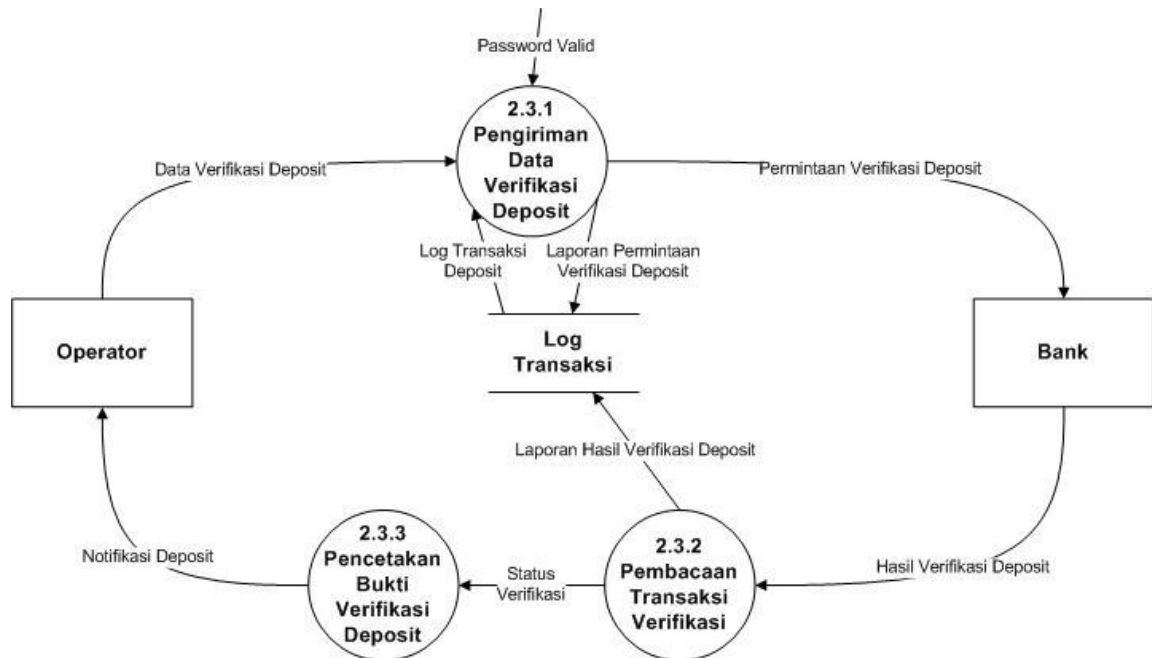 Password Valid
2.3.1
Pengiriman
Data
Verifikasi
Deposit
Data Verifikasi Deposit
Permintaan Verifikasi Deposit
Log Transaksi
Deposit
Laporan Permintaan
Verifikasi Deposit
Operator
Log
Transaksi
Bank
Laporan Hasil Verifikasi Deposit
2.3.3
Pencetakan
Bukti
Verifikasi
Deposit
2.3.2
Pembacaan
Transaksi
Verifikasi
Notifikasi Deposit
Status
Verifikasi
Hasil Verifikasi Deposit